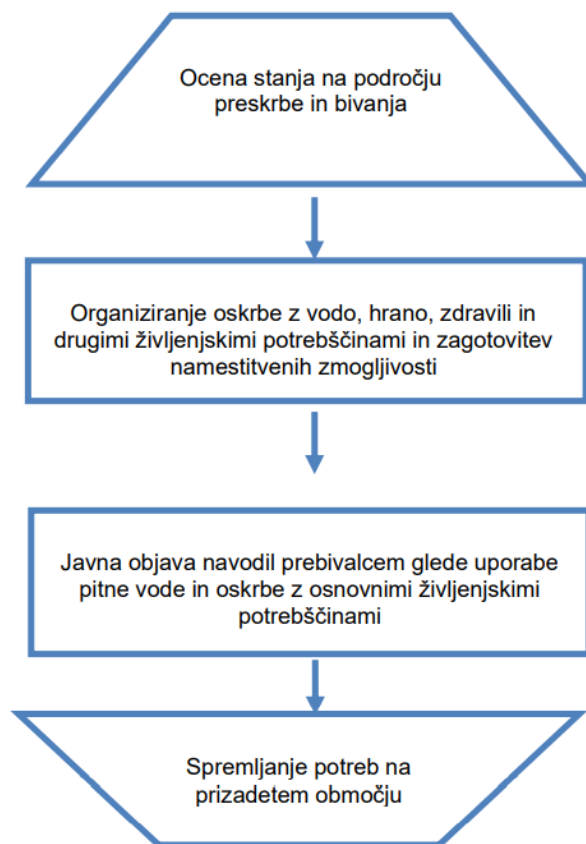 Ocena stanja na področju
preskrbe in bivanja
Organiziranje oskrbe z vodo, hrano, zdravili in
drugimi življenjskimi potrebščinami in zagotovitev
namestitvenih zmogljivosti
Javna objava navodil prebivalcem glede uporabe
pitne vode in oskrbe z osnovnimi življenjskimi
potrebščinami
Spremljanje potreb na
prizadetem območju